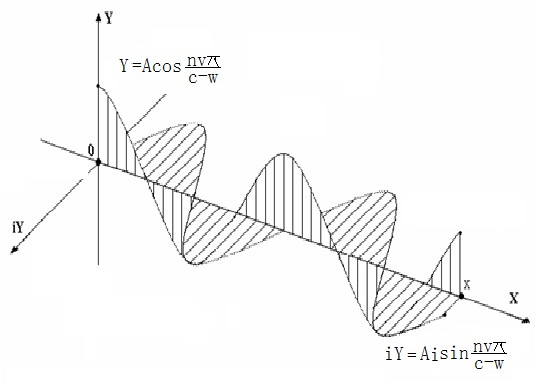 Y
Y=Acos nvπ/c-w
0
iY
x
X
iY=Aisin nvπ/c-w